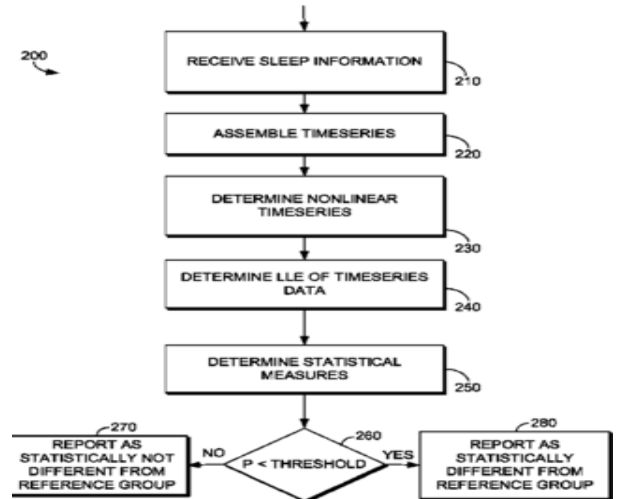 200
RECEIVE SLEEP INFORMATION
210
ASSEMBLE TIMESERIES
220
DETERMINE NONLINEAR
TIMESERIES
230
DETERMINE LLE OF TIMESERIES
DATA
240
DETERMINE STATISTICAL
MEASURES
250
270
REPORT AS
STATISTICALLY NOT
DIFFERENT FROM
REFERENCE GROUP
NO
260
P < THRESHOLD
YES
280
REPORT AS
STATISTICALLY
DIFFERENT FROM
REFERENCE GROUP